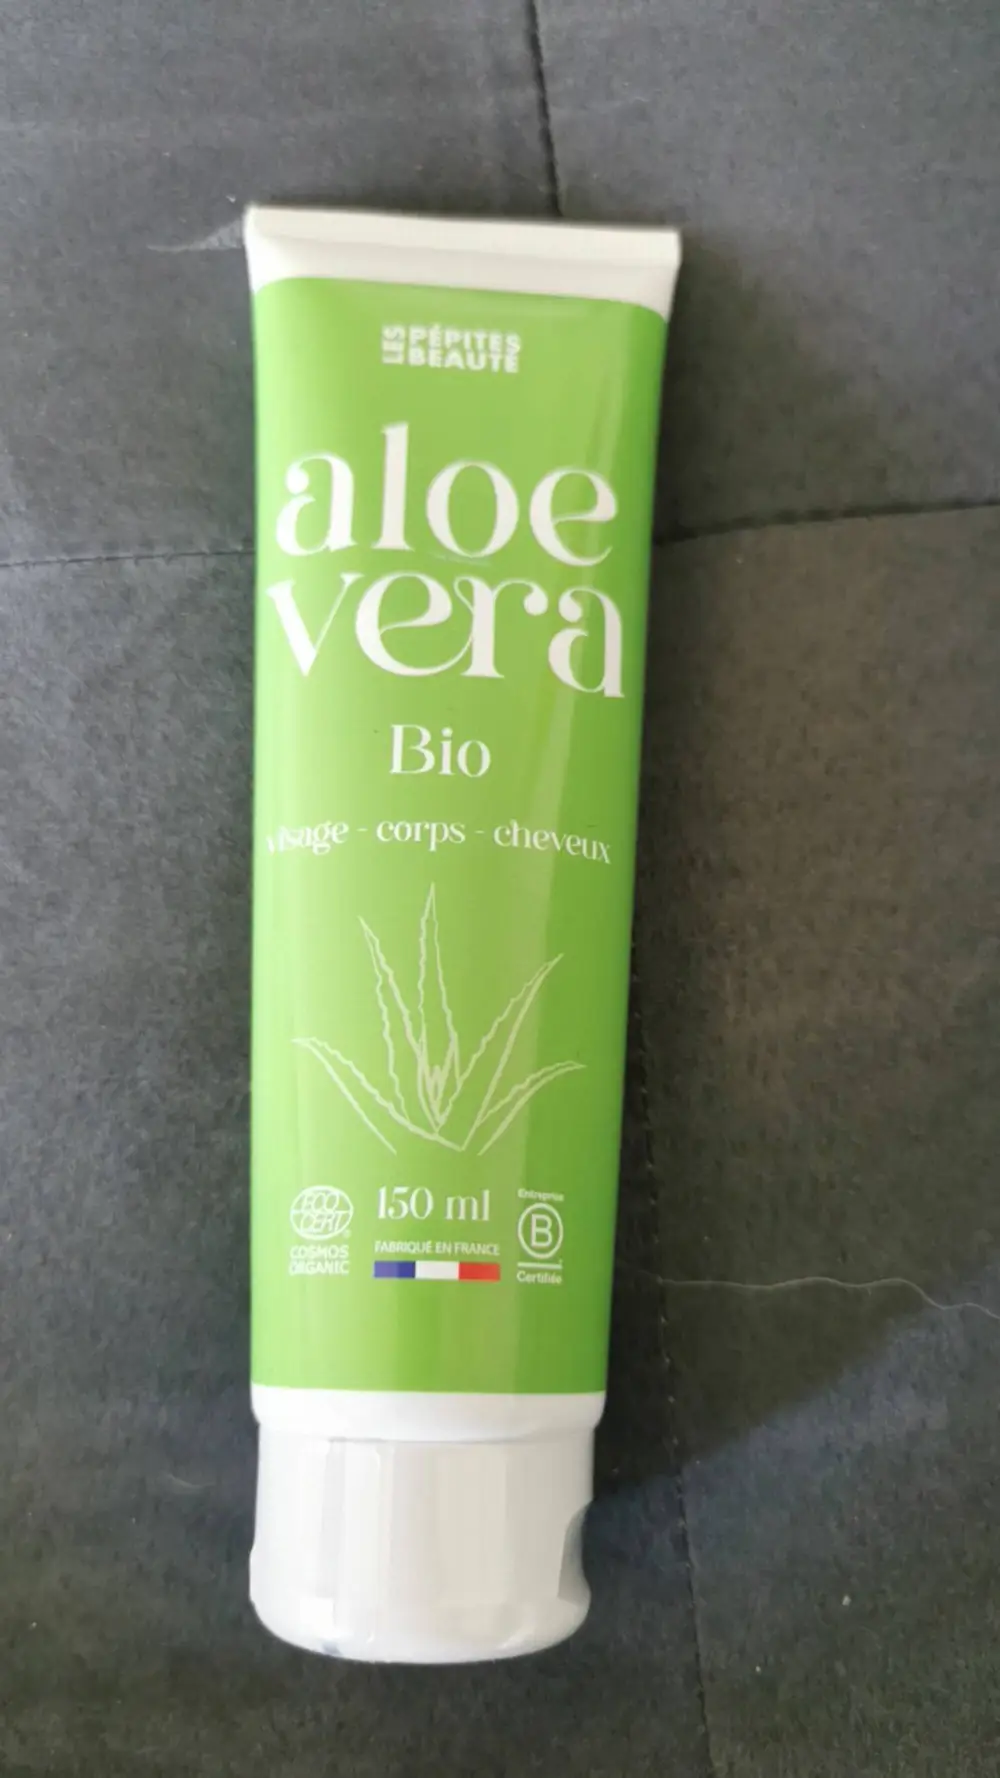 LES PÉPITES
BEAUTÉ
aloe
vera
Bio
visage - corps - cheveux
ECO
CERT®
COSMOS
ORGANIC
150 ml
FABRIQUÉ EN FRANCE
Entreprise
B
Certifiée